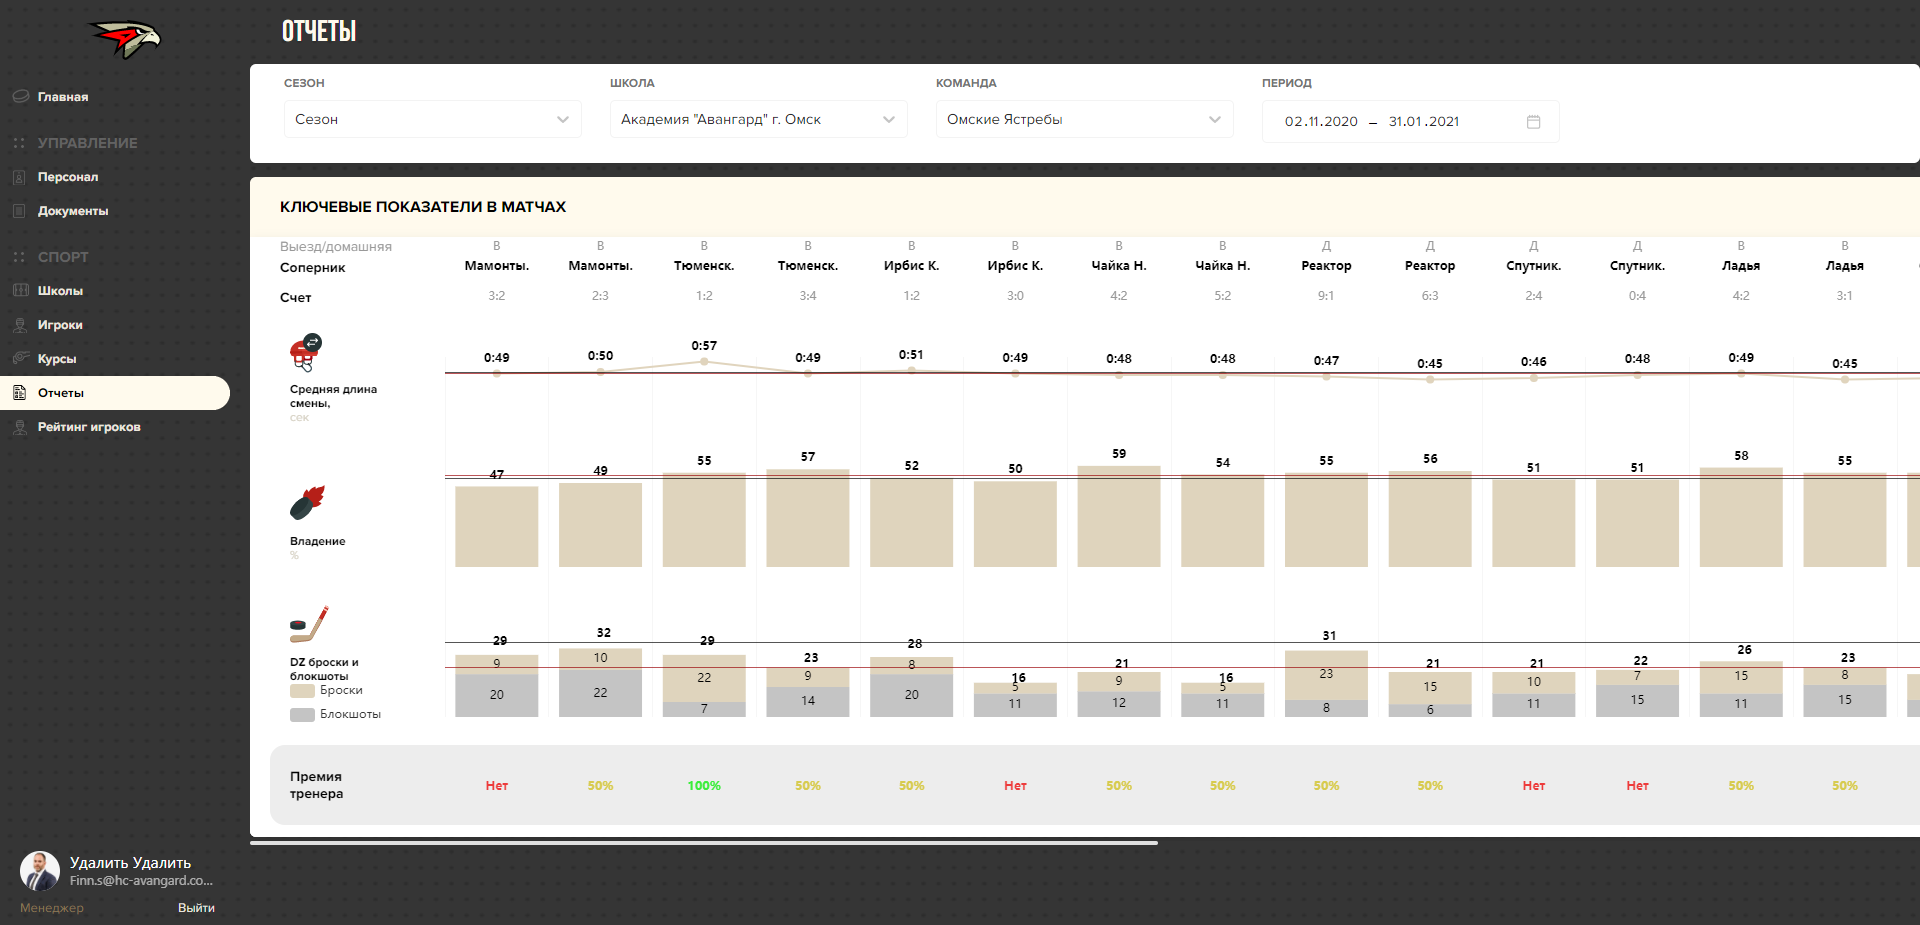 ОТЧЕТЫ
Главная
УПРАВЛЕНИЕ
Персонал
Документы
СПОРТ
Школы
Игроки
Курсы
Отчеты
Рейтинг игроков
Удалить Удалить
Finn.s@hc-avangard.co...
Менеджер Выйти
СЕЗОН ШКОЛА КОМАНДА ПЕРИОД
Сезон Академия "Авангард" г. Омск Омские Ястребы 02.11.2020 – 31.01.2021
КЛЮЧЕВЫЕ ПОКАЗАТЕЛИ В МАТЧАХ
Выезд/домашняя В В В В В В В В Д Д Д Д В В
Соперник Мамонты. Мамонты. Тюменск. Тюменск. Ирбис К. Ирбис К. Чайка Н. Чайка Н. Реактор Реактор Спутник. Спутник. Ладья Ладья
Счет 3:2 2:3 1:2 3:4 1:2 3:0 4:2 5:2 9:1 6:3 2:4 0:4 4:2 3:1
0:49 0:50 0:57 0:49 0:51 0:49 0:48 0:48 0:47 0:45 0:46 0:48 0:49 0:45
Средняя длина
смены,
сек
47 49 55 57 52 50 59 54 55 56 51 51 58 55
Владение
%
29 32 29 23 28 16 21 16 31 21 21 22 26 23
DZ броски и
блокшоты
Броски 9 10 22 9 8 5 9 5 23 15 10 7 15 8
Блокшоты 20 22 7 14 20 11 12 11 8 6 11 15 11 15
Премия
тренера
Нет 50% 100% 50% 50% Нет 50% 50% 50% 50% Нет Нет 50% 50%